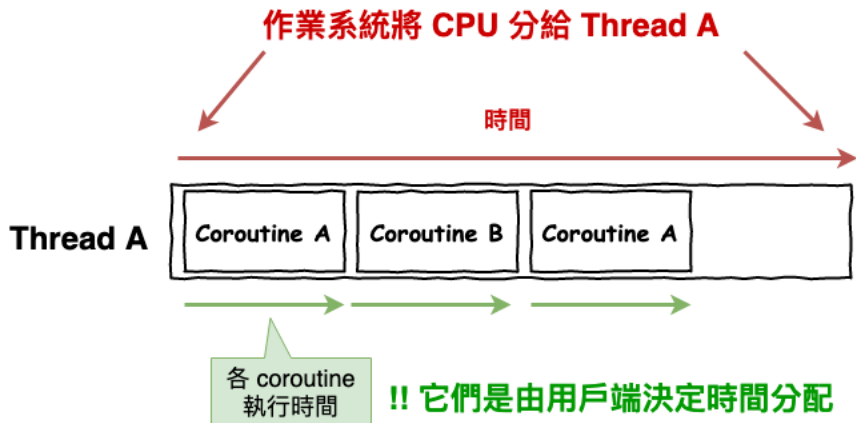 作業系統將 CPU 分給 Thread A
時間
Thread A
Coroutine A
Coroutine B
Coroutine A
各 coroutine
執行時間
!! 它們是由用戶端決定時間分配